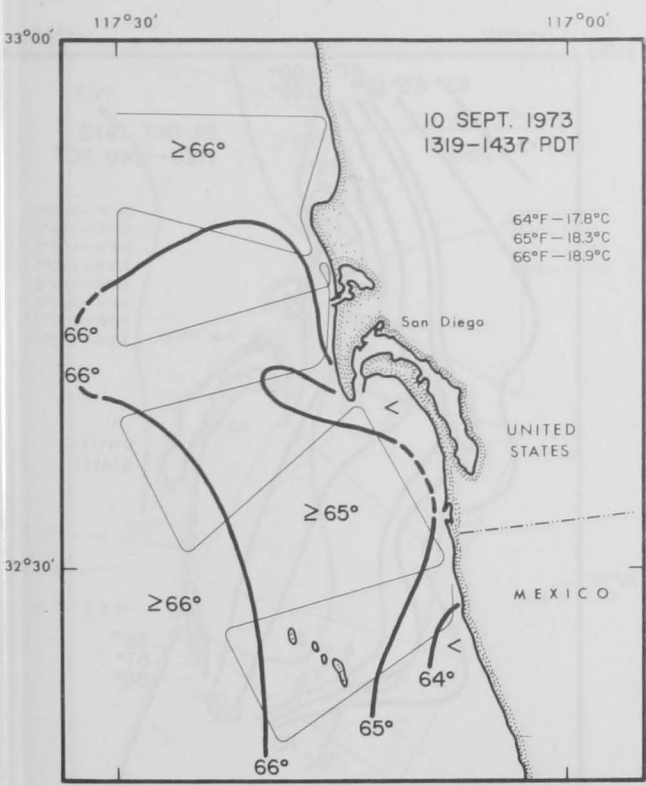 117°30′
117°00′
33°00′
10 SEPT. 1973
1319–1437 PDT
≥66°
64°F–17.8°C
65°F–18.3°C
66°F–18.9°C
San Diego
66°
66°
<
UNITED
STATES
≥65°
32°30′
≥66°
MEXICO
<
64°
65°
66°